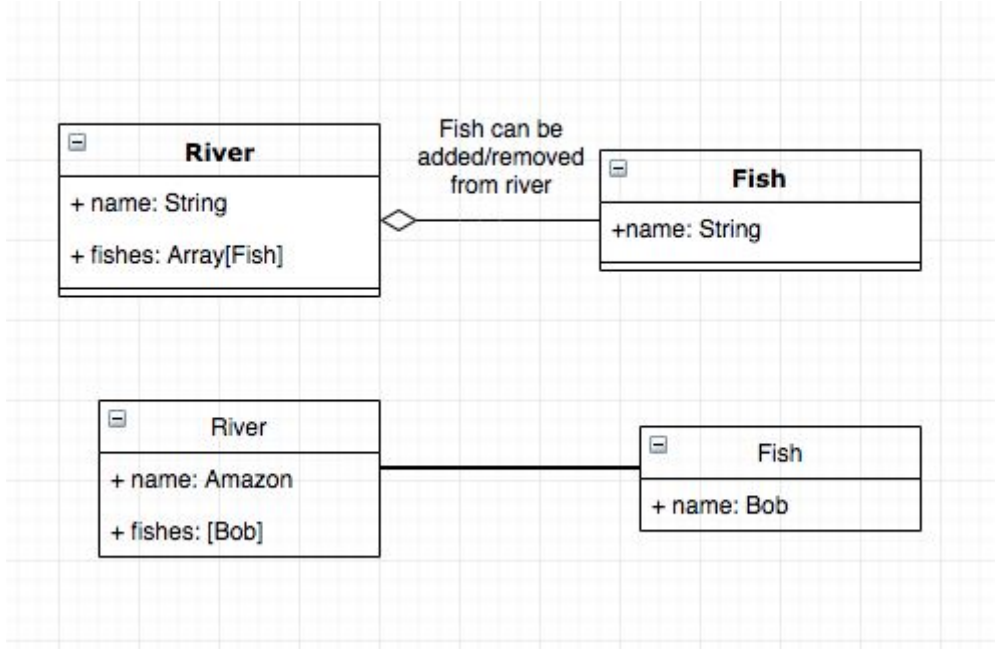 River
+ name: String
+ fishes: Array[Fish]
Fish can be
added/removed
from river
Fish
+name: String
River
+ name: Amazon
+ fishes: [Bob]
Fish
+ name: Bob